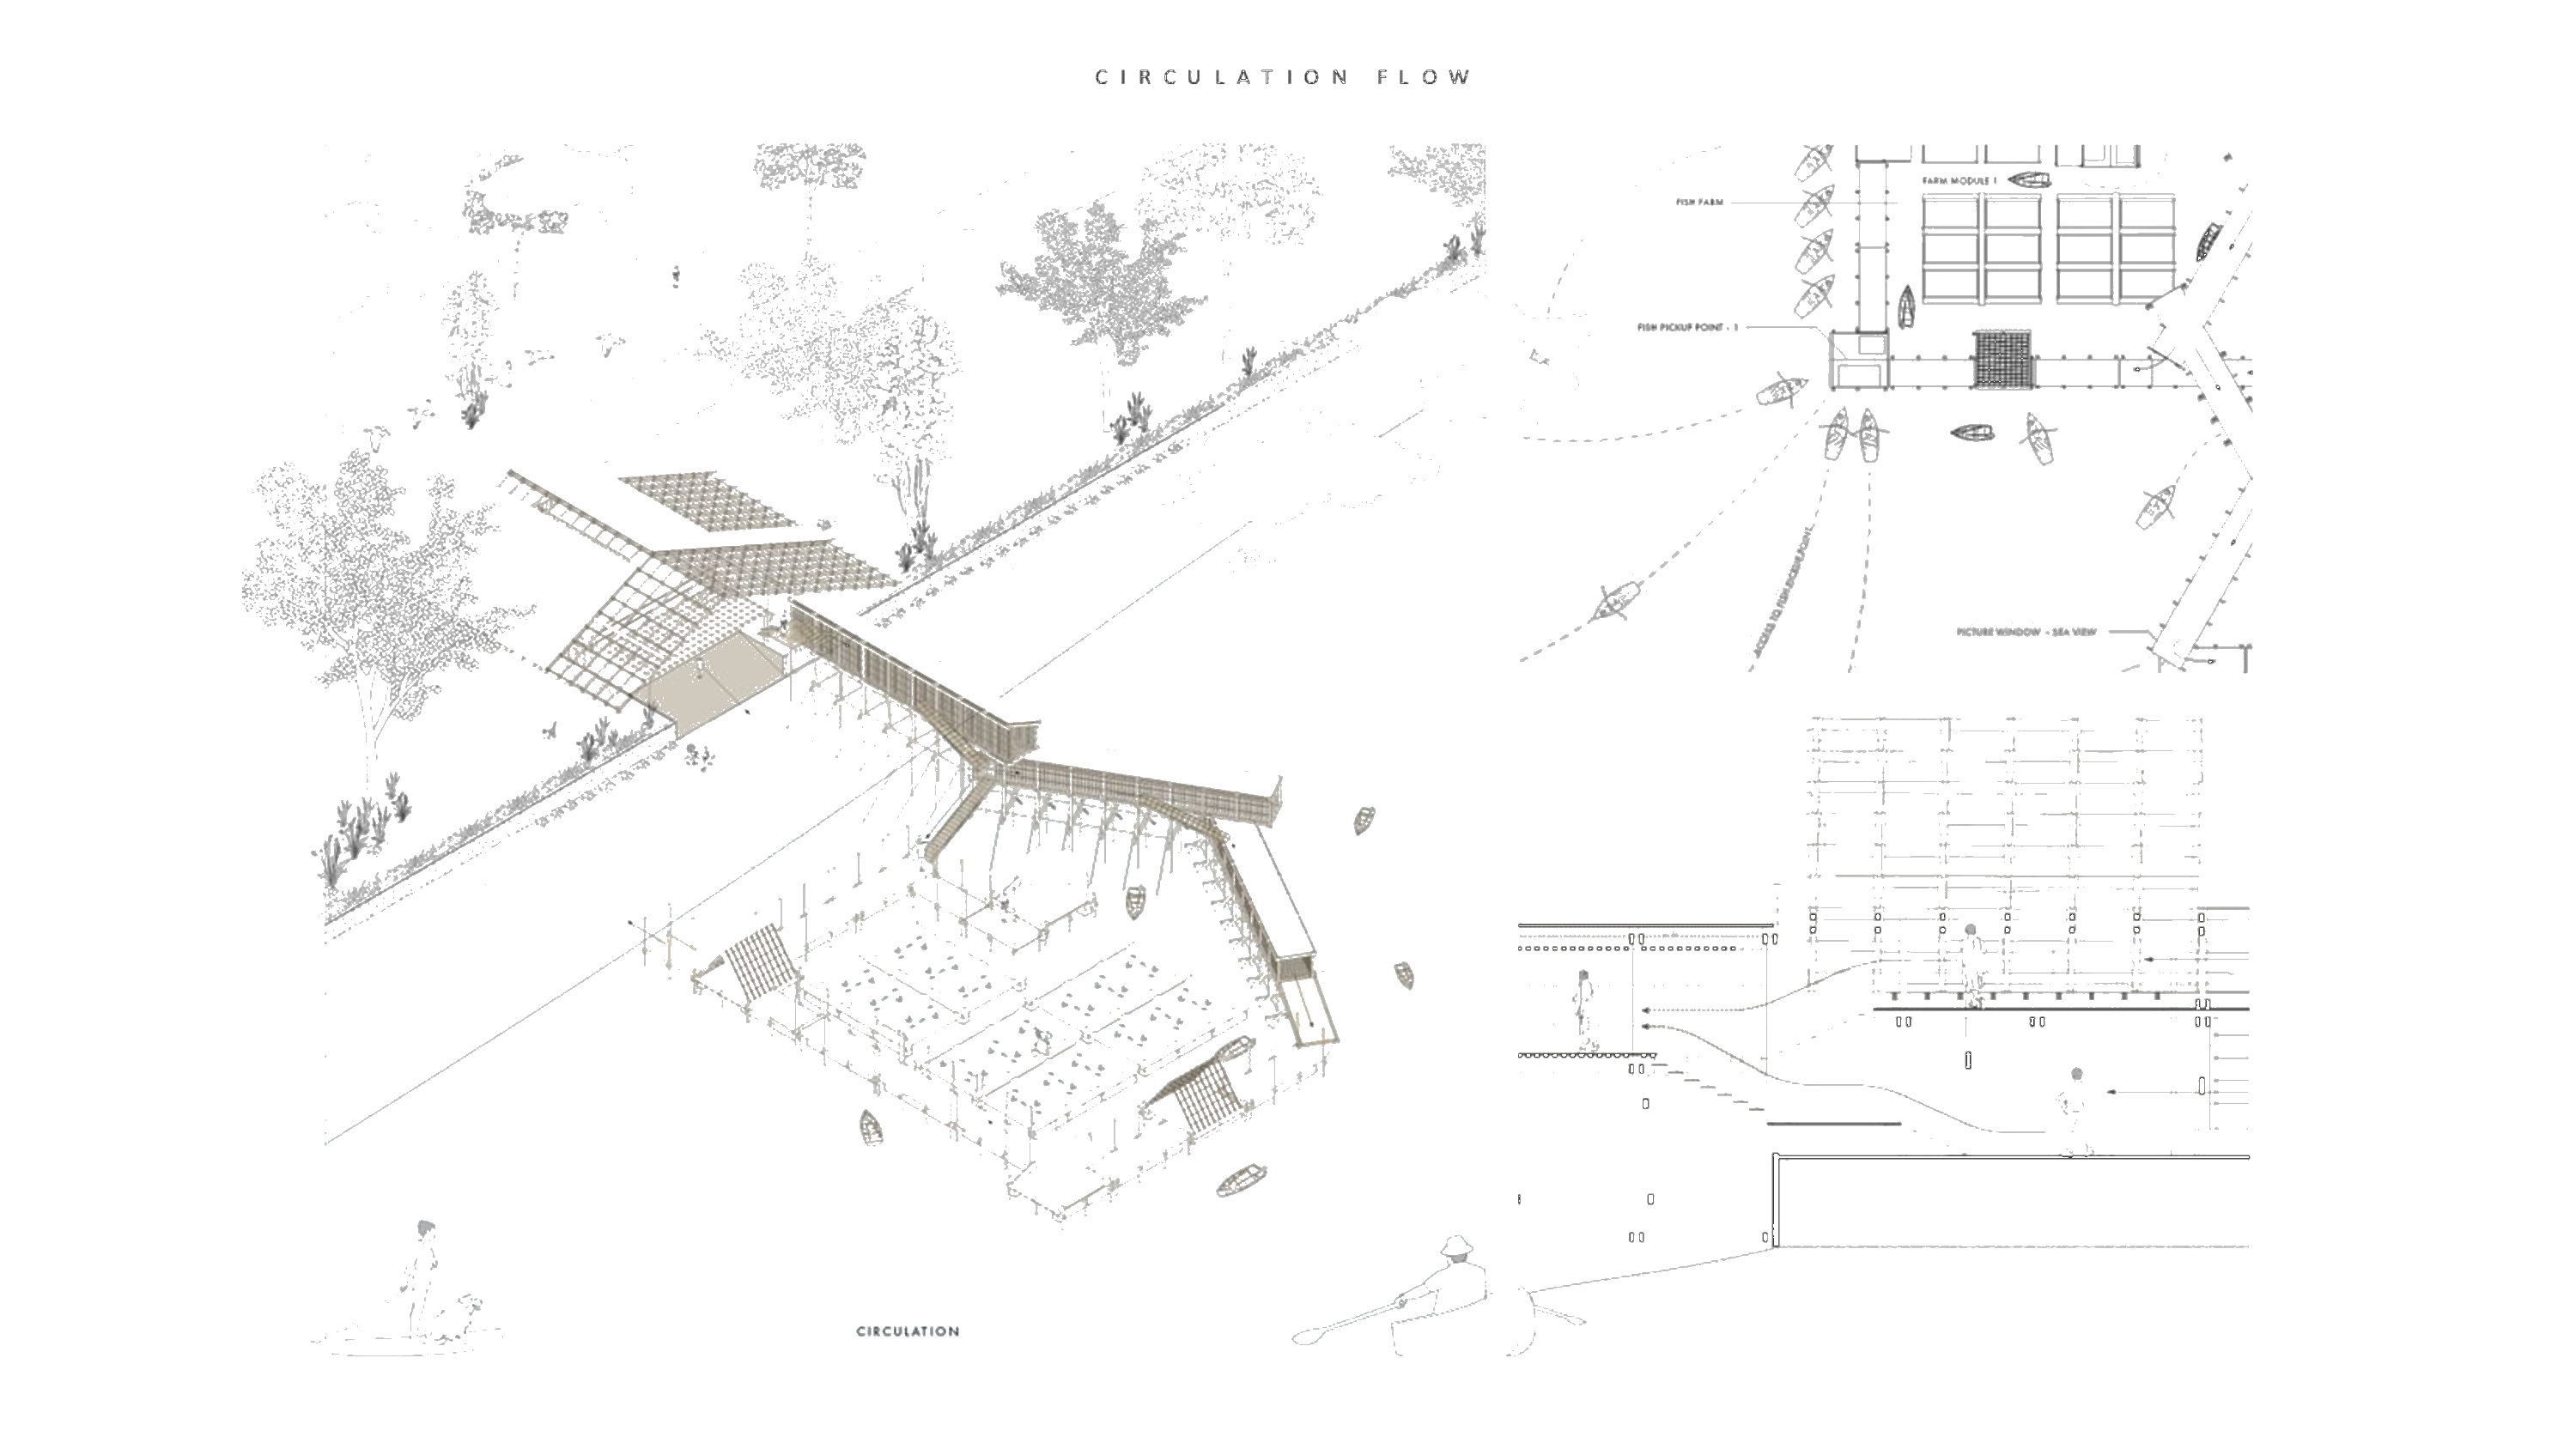 CIRCULATION FLOW
FARM MODULE 1
FISH FARM
FISH PICKUP POINT - 1
ACCESS TO FISH PICKUP POINT
PICTURE WINDOW - SEA VIEW
CIRCULATION